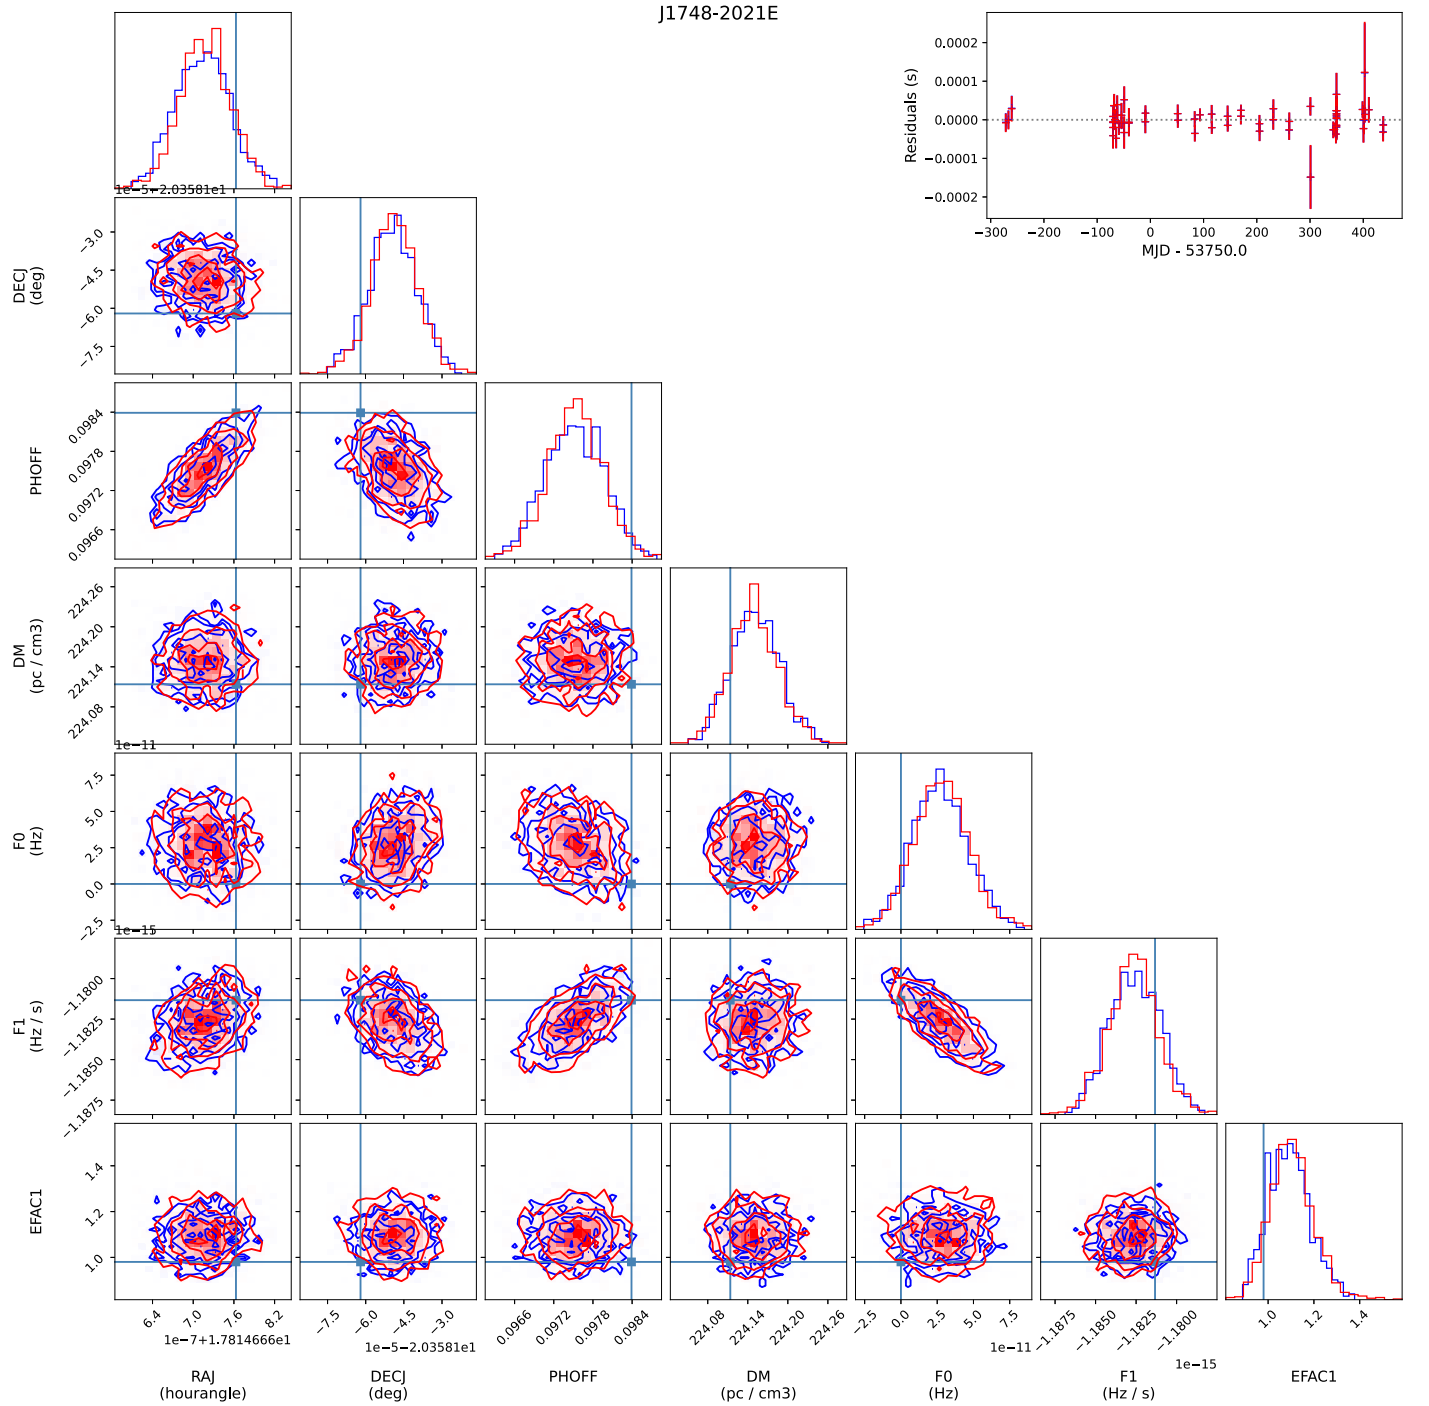 J1748-2021E
0.0002
0.0001
0.0000
−0.0001
−0.0002
Residuals (s)
−300 −200 −100 0 100 200 300 400
MJD - 53750.0
1e−5−2.03581e1
−3.0
−4.5
−6.0
−7.5
DECJ
(deg)
0.0984
0.0978
0.0972
0.0966
PHOFF
224.26
224.20
224.14
224.08
DM
(pc / cm3)
1e−11
7.5
5.0
2.5
0.0
−2.5
F0
(Hz)
1e−15
−1.1800
−1.1825
−1.1850
−1.1875
F1
(Hz / s)
1.4
1.2
1.0
EFAC1
6.4 7.0 7.6 8.2
1e−7+1.7814666e1
RAJ
(hourangle)
−7.5 −6.0 −4.5 −3.0
1e−5−2.03581e1
DECJ
(deg)
0.0966 0.0972 0.0978 0.0984
PHOFF
224.08 224.14 224.20 224.26
DM
(pc / cm3)
−2.5 0.0 2.5 5.0 7.5
1e−11
F0
(Hz)
−1.1875 −1.1850 −1.1825 −1.1800
1e−15
F1
(Hz / s)
1.0 1.2 1.4
EFAC1